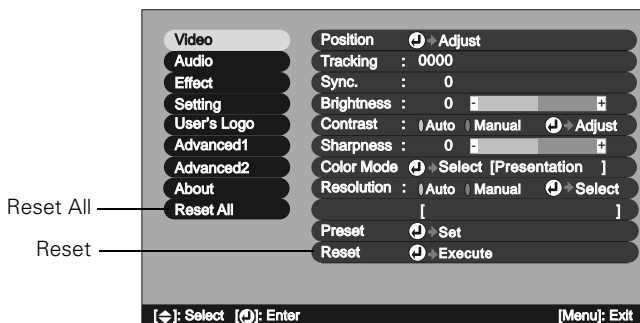 Video
Audio
Effect
Setting
User's Logo
Advanced1
Advanced2
About
Reset All
Position Adjust
Tracking : 0000
Sync. : 0
Brightness : 0 - +
Contrast : Auto Manual Adjust
Sharpness : 0 - +
Color Mode Select [Presentation ]
Resolution : Auto Manual Select
[ ]
Preset Set
Reset Execute
Reset All
Reset
[ ]: Select [ ]: Enter [Menu]: Exit